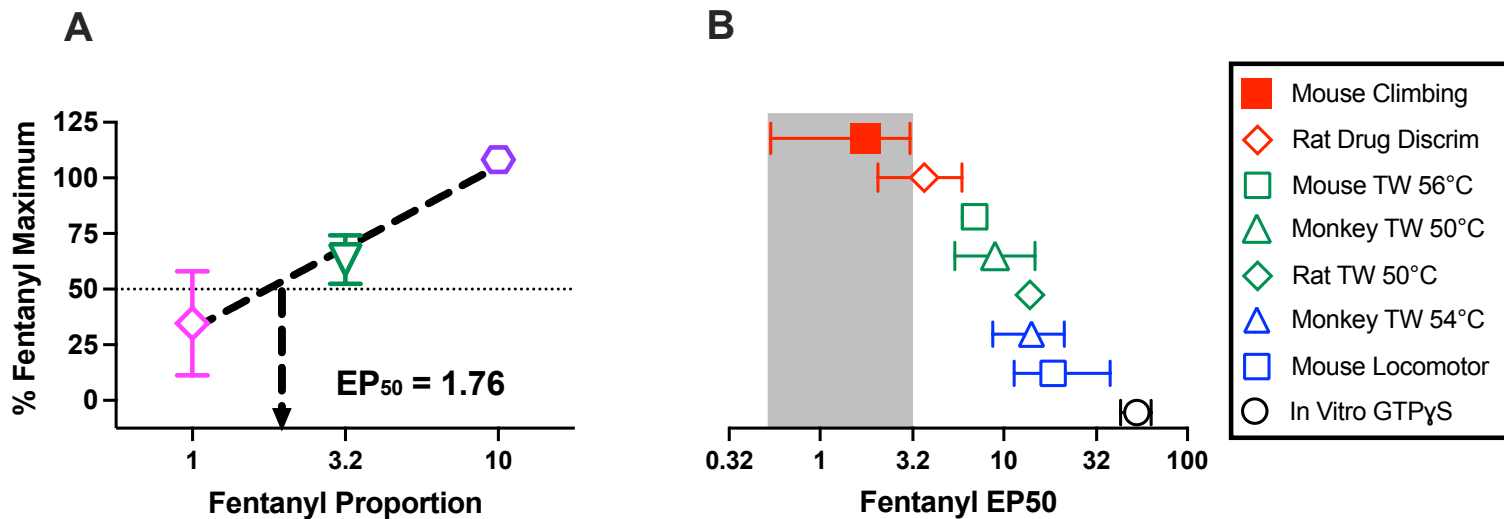 A
B
% Fentanyl Maximum
125
100
75
50
25
0
EP50 = 1.76
1
3.2
10
Fentanyl Proportion
0.32
1
3.2
10
32
100
Fentanyl EP50
Mouse Climbing
Rat Drug Discrim
Mouse TW 56°C
Monkey TW 50°C
Rat TW 50°C
Monkey TW 54°C
Mouse Locomotor
In Vitro GTPɣS